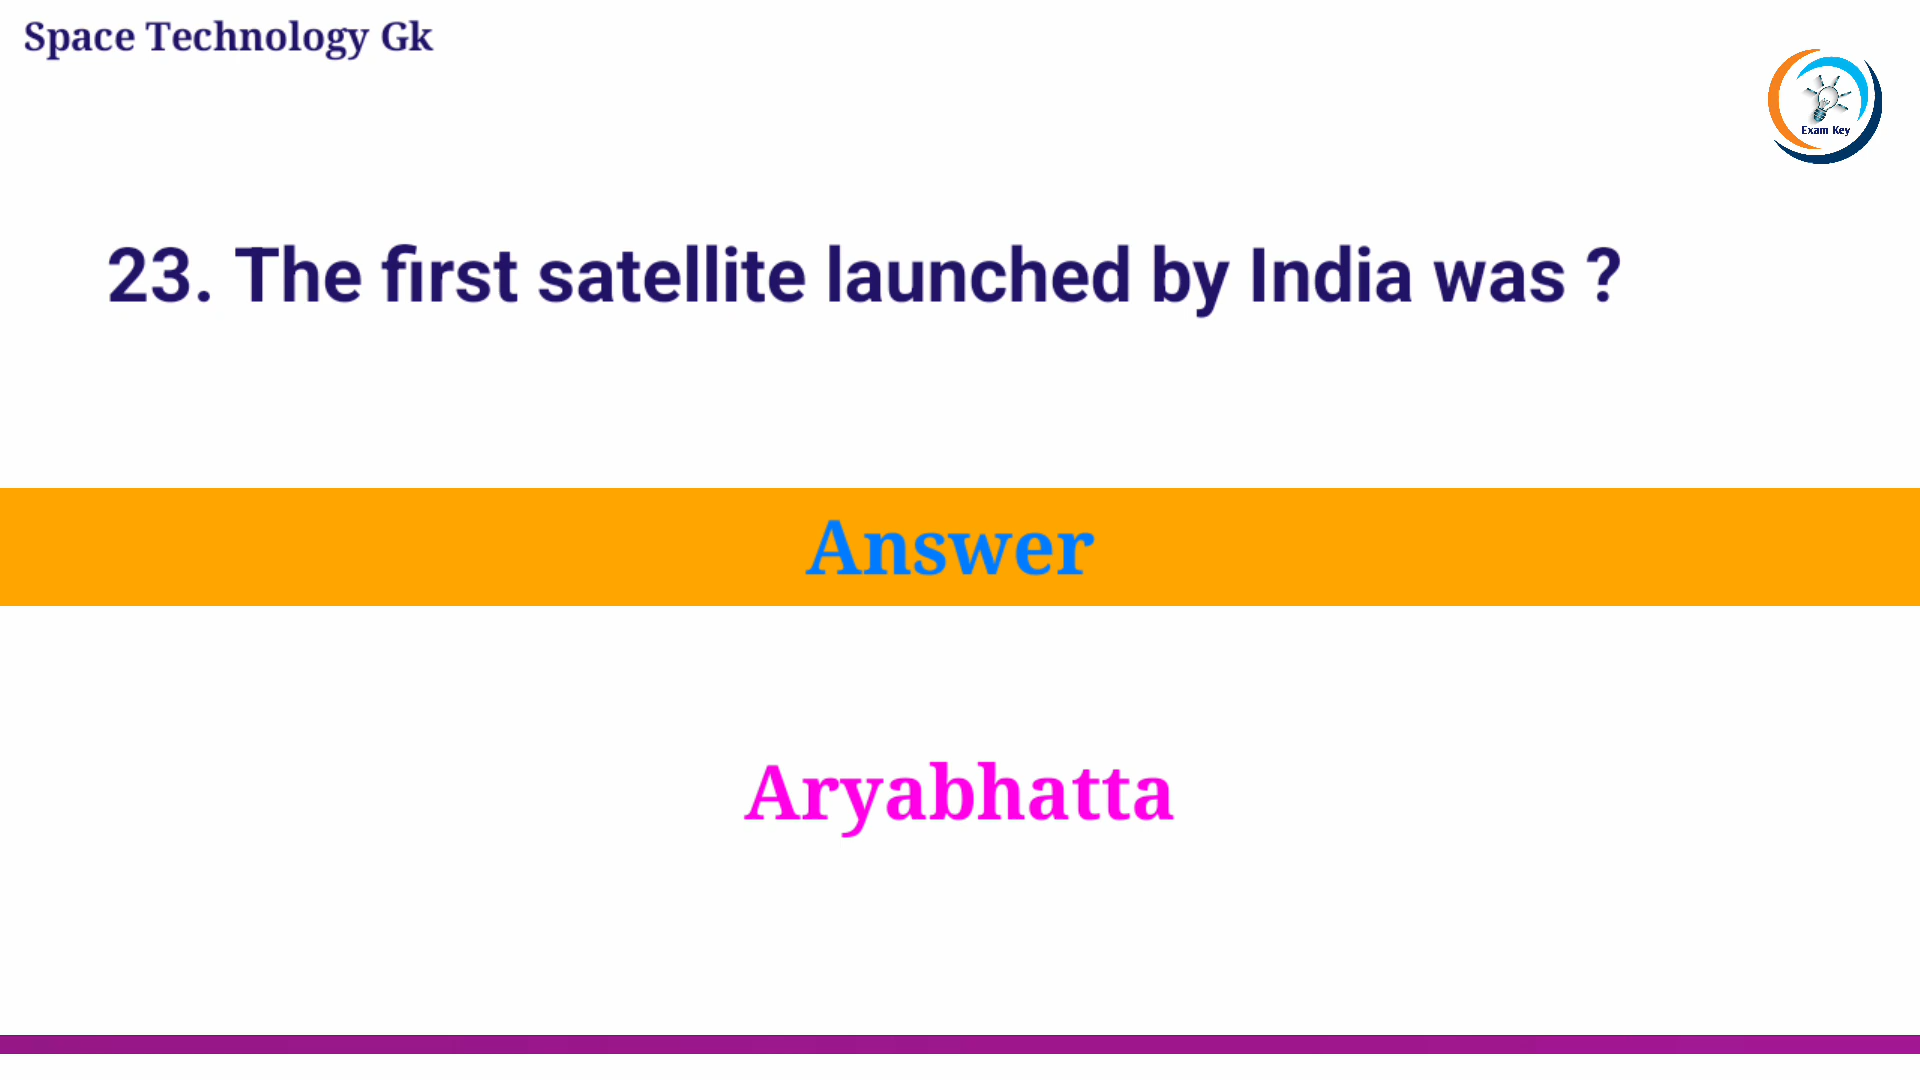 Space Technology Gk
Exam Key
23. The first satellite launched by India was ?
Answer
Aryabhatta